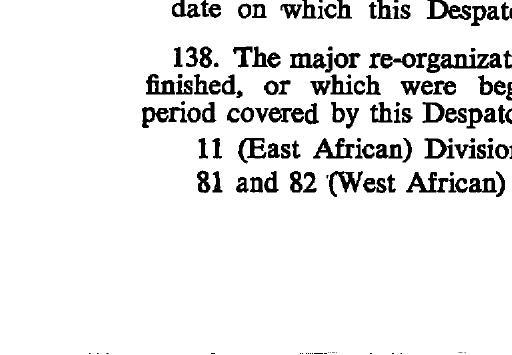 date on which this Despat
138. The major re-organizat
finished, or which were beg
period covered by this Despatc
11 (East African) Divisio
81 and 82 (West African)